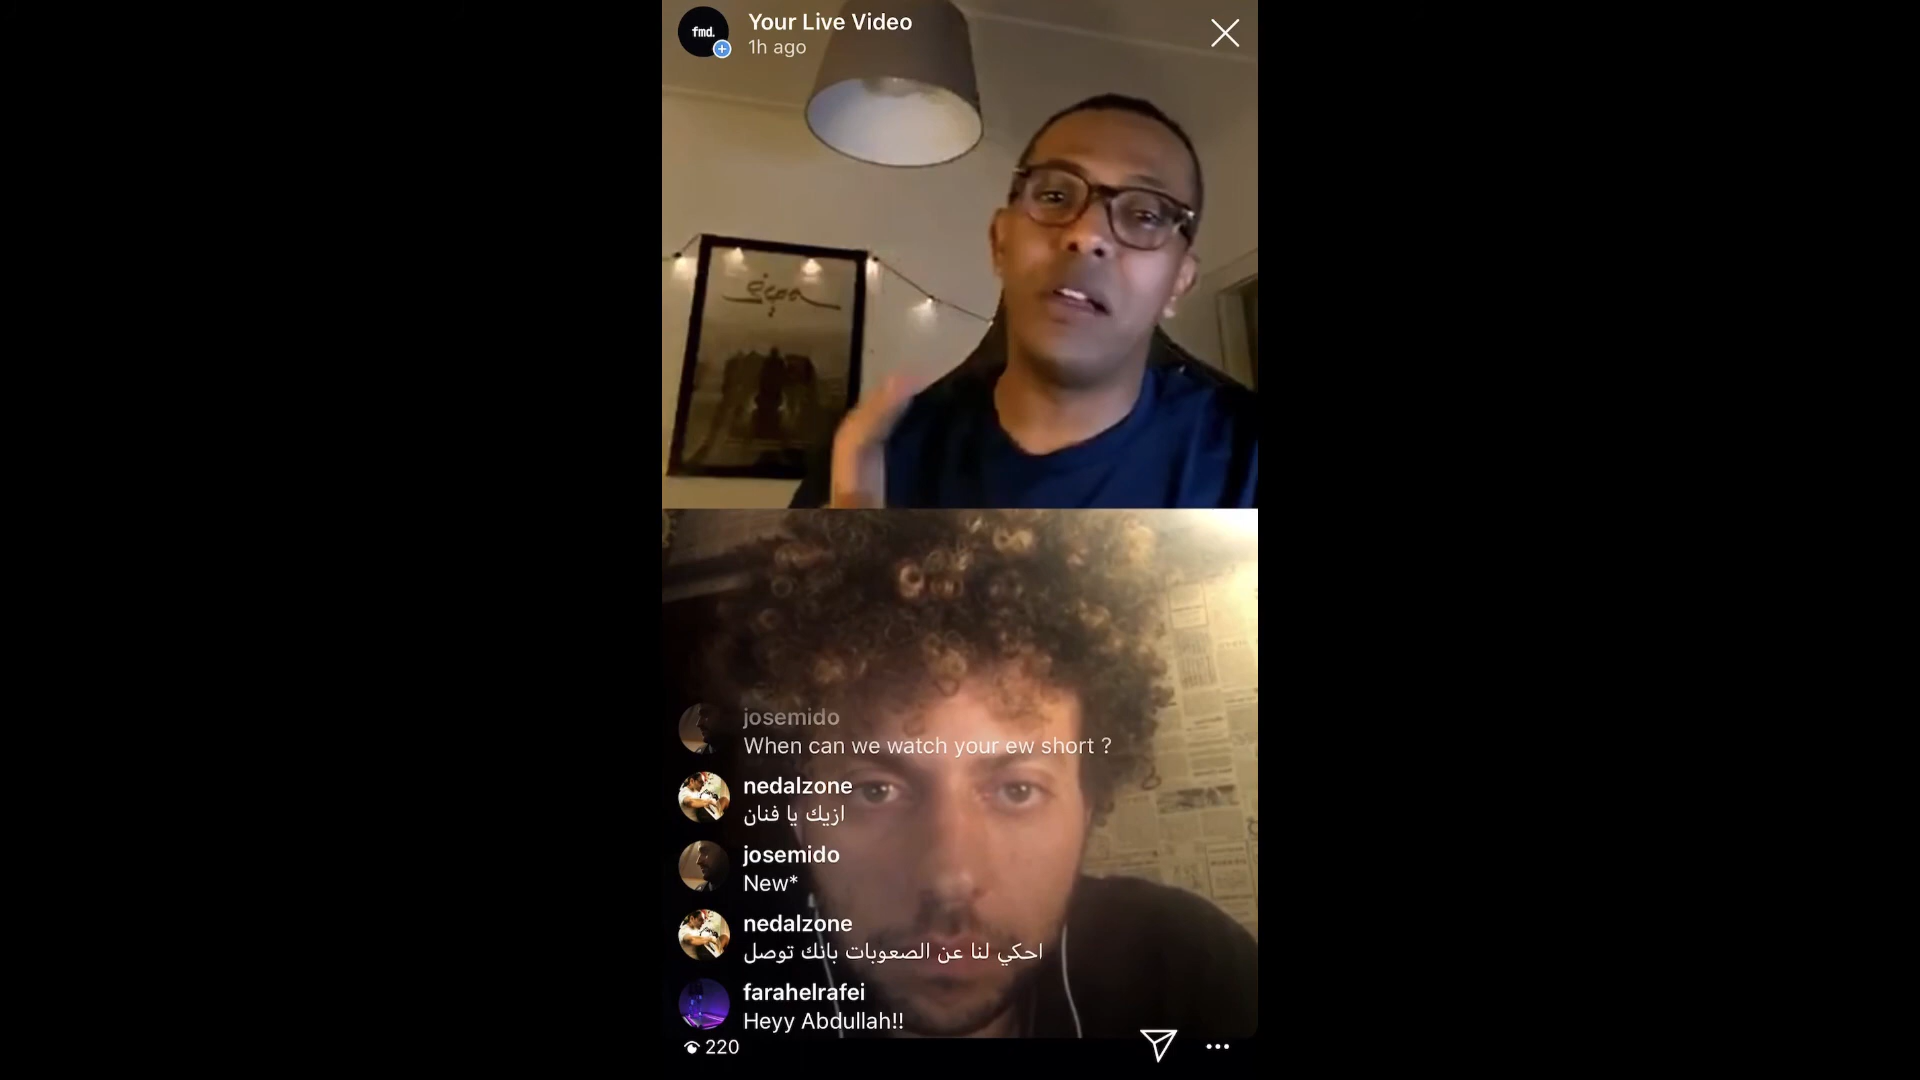 fmd.
Your Live Video
1h ago
josemido
When can we watch your ew short ?
nedalzone
ازيك يا فنان
josemido
New*
nedalzone
احكي لنا عن الصعوبات بانك توصل
farahelrafei
Heyy Abdullah!!
220